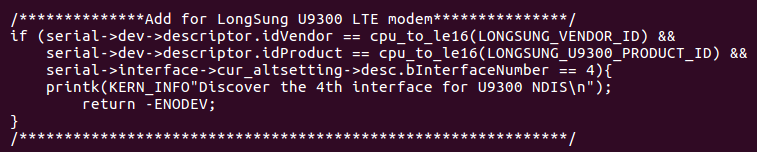 /**************Add for LongSung U9300 LTE modem***************/
if (serial->dev->descriptor.idVendor == cpu_to_le16(LONGSUNG_VENDOR_ID) &&
    serial->dev->descriptor.idProduct == cpu_to_le16(LONGSUNG_U9300_PRODUCT_ID) &&
    serial->interface->cur_altsetting->desc.bInterfaceNumber == 4){
    printk(KERN_INFO"Discover the 4th interface for U9300 NDIS\n");
        return -ENODEV;
}
/*************************************************************/